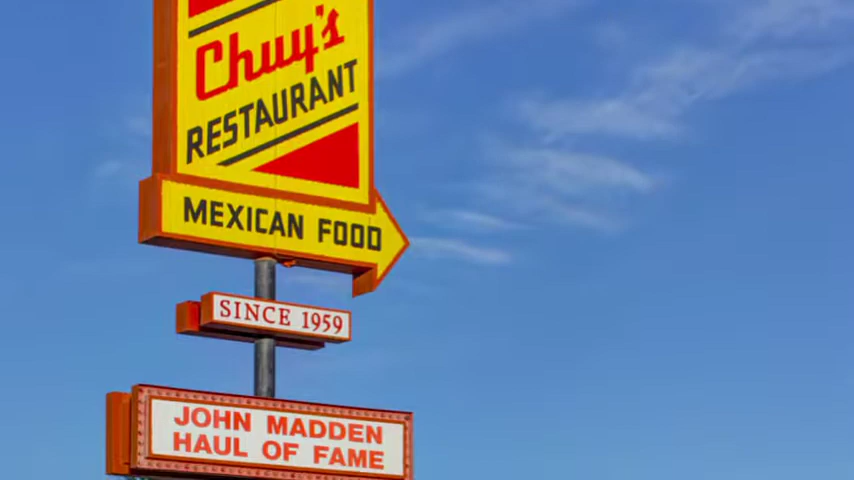 Chuy's
RESTAURANT
MEXICAN FOOD
SINCE 1959
JOHN MADDEN
HAUL OF FAME